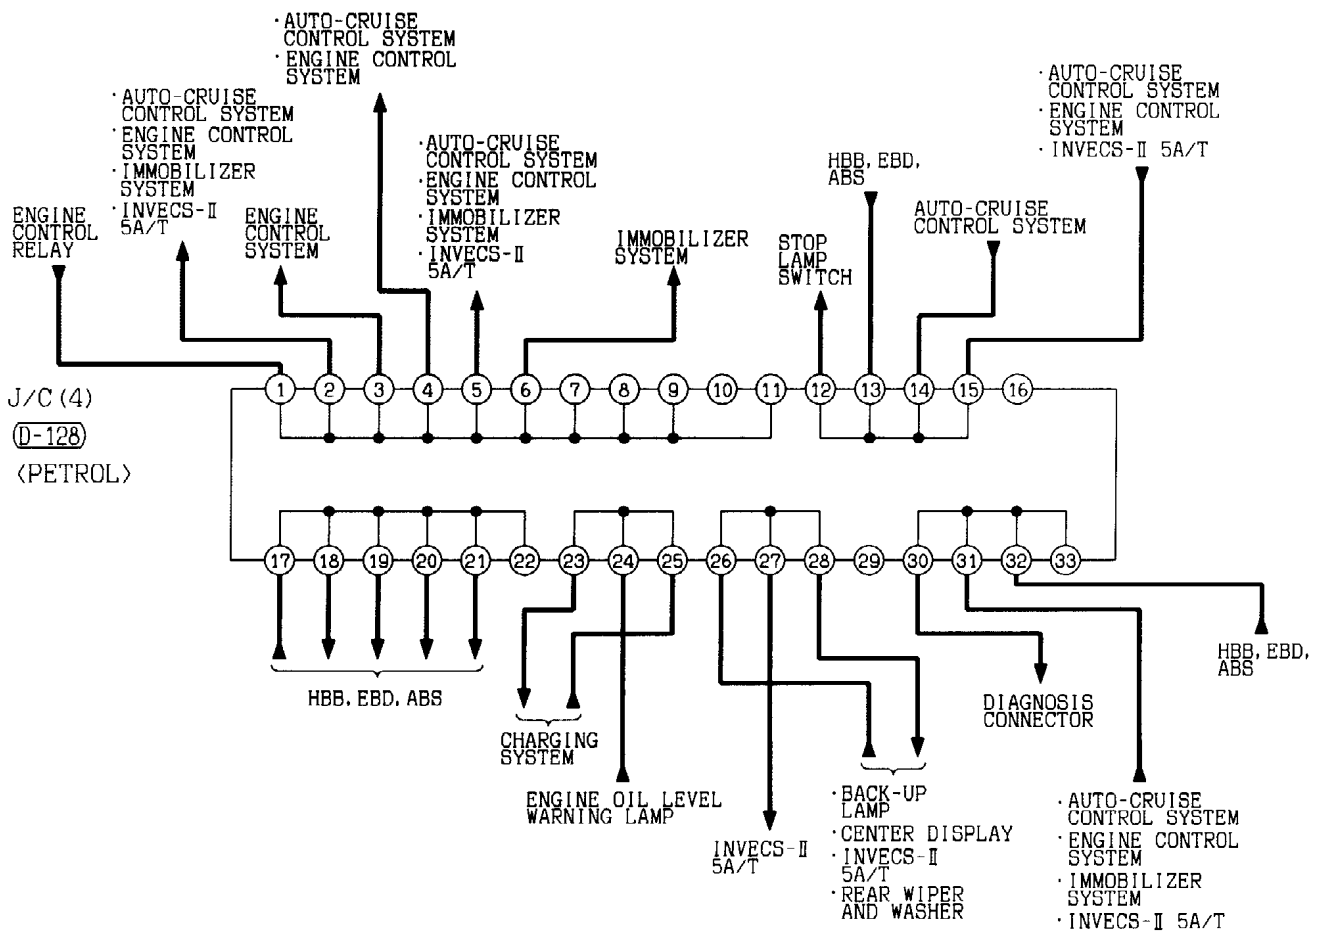 ·AUTO-CRUISE
CONTROL SYSTEM
·ENGINE CONTROL
SYSTEM
·AUTO-CRUISE
CONTROL SYSTEM
·ENGINE CONTROL
SYSTEM
·IMMOBILIZER
SYSTEM
·INVECS-Ⅱ
5A/T
·AUTO-CRUISE
CONTROL SYSTEM
·ENGINE CONTROL
SYSTEM
·IMMOBILIZER
SYSTEM
·INVECS-Ⅱ
5A/T
·AUTO-CRUISE
CONTROL SYSTEM
·ENGINE CONTROL
SYSTEM
·INVECS-Ⅱ 5A/T
HBB, EBD,
ABS
ENGINE
CONTROL
RELAY
ENGINE
CONTROL
SYSTEM
IMMOBILIZER
SYSTEM
STOP
LAMP
SWITCH
AUTO-CRUISE
CONTROL SYSTEM
1 2 3 4 5 6 7 8 9 10 11 12 13 14 15 16
J/C (4)
D-128
〈PETROL〉
17 18 19 20 21 22 23 24 25 26 27 28 29 30 31 32 33
HBB, EBD, ABS
CHARGING
SYSTEM
ENGINE OIL LEVEL
WARNING LAMP
INVECS-Ⅱ
5A/T
·BACK-UP
LAMP
·CENTER DISPLAY
·INVECS-Ⅱ
5A/T
·REAR WIPER
AND WASHER
DIAGNOSIS
CONNECTOR
·AUTO-CRUISE
CONTROL SYSTEM
·ENGINE CONTROL
SYSTEM
·IMMOBILIZER
SYSTEM
·INVECS-Ⅱ 5A/T
HBB, EBD,
ABS